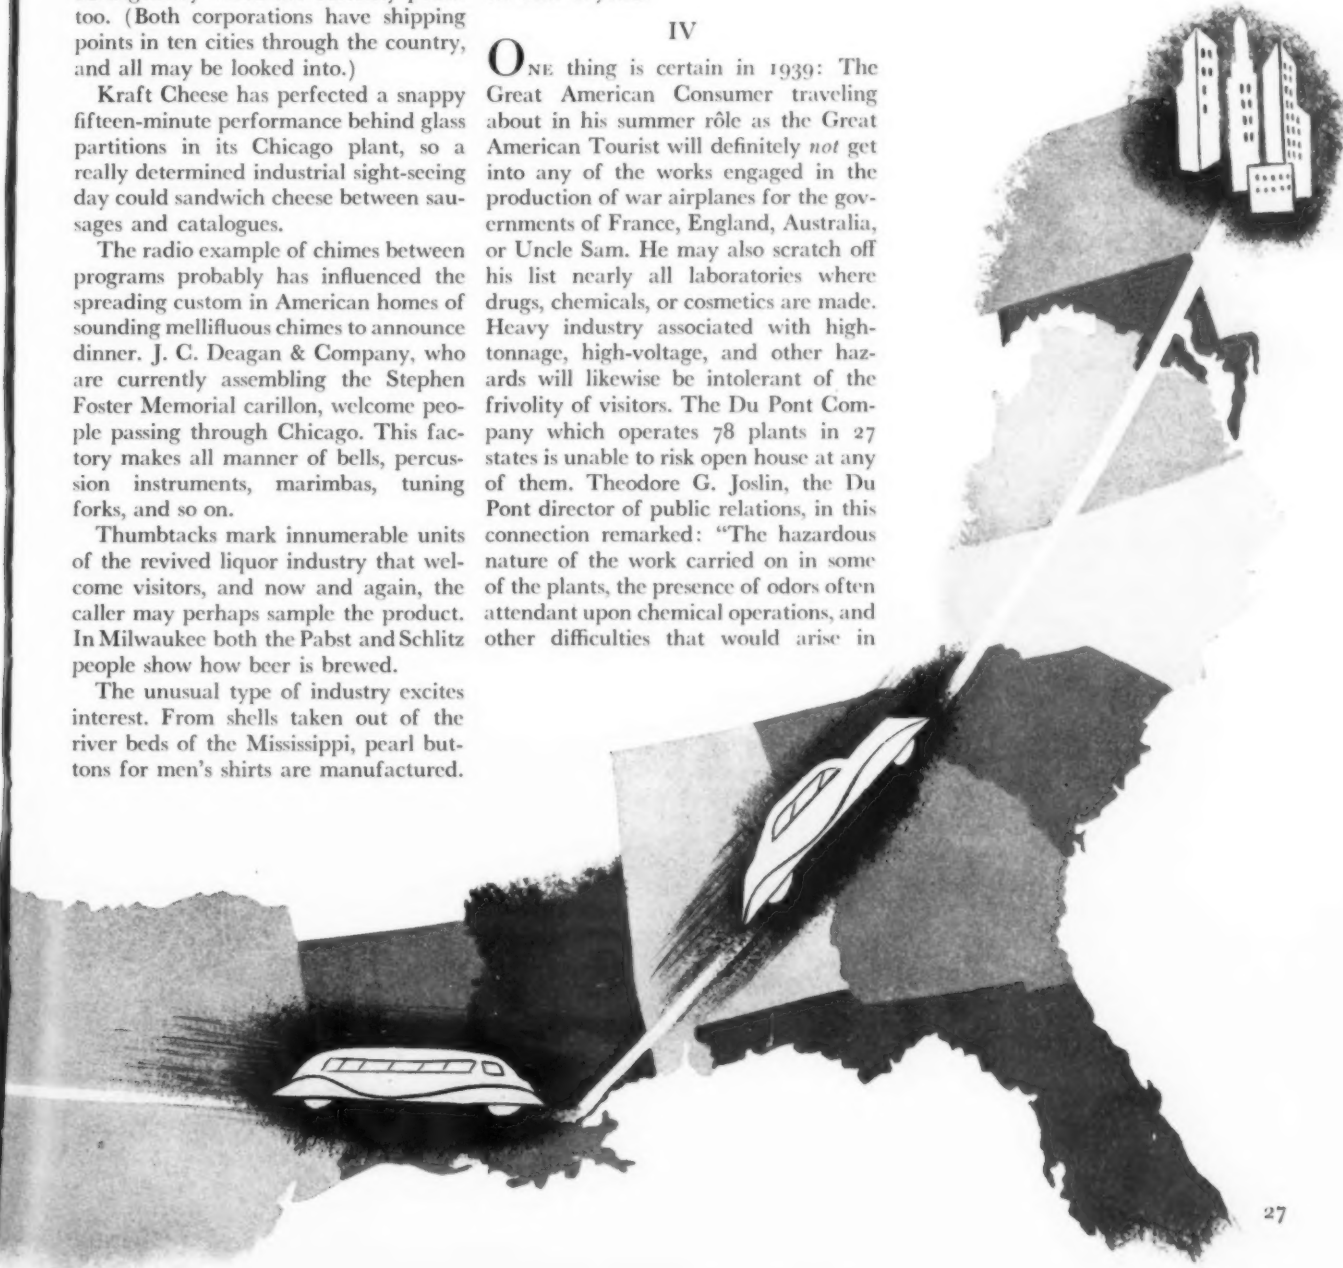 too. (Both corporations have shipping
points in ten cities through the country,
and all may be looked into.)
Kraft Cheese has perfected a snappy
fifteen-minute performance behind glass
partitions in its Chicago plant, so a
really determined industrial sight-seeing
day could sandwich cheese between sau-
sages and catalogues.
The radio example of chimes between
programs probably has influenced the
spreading custom in American homes of
sounding mellifluous chimes to announce
dinner. J. C. Deagan & Company, who
are currently assembling the Stephen
Foster Memorial carillon, welcome peo-
ple passing through Chicago. This fac-
tory makes all manner of bells, percus-
sion instruments, marimbas, tuning
forks, and so on.
Thumbtacks mark innumerable units
of the revived liquor industry that wel-
come visitors, and now and again, the
caller may perhaps sample the product.
In Milwaukee both the Pabst and Schlitz
people show how beer is brewed.
The unusual type of industry excites
interest. From shells taken out of the
river beds of the Mississippi, pearl but-
tons for men's shirts are manufactured.
IV
ONE thing is certain in 1939: The
Great American Consumer traveling
about in his summer rôle as the Great
American Tourist will definitely not get
into any of the works engaged in the
production of war airplanes for the gov-
ernments of France, England, Australia,
or Uncle Sam. He may also scratch off
his list nearly all laboratories where
drugs, chemicals, or cosmetics are made.
Heavy industry associated with high-
tonnage, high-voltage, and other haz-
ards will likewise be intolerant of the
frivolity of visitors. The Du Pont Com-
pany which operates 78 plants in 27
states is unable to risk open house at any
of them. Theodore G. Joslin, the Du
Pont director of public relations, in this
connection remarked: "The hazardous
nature of the work carried on in some
of the plants, the presence of odors often
attendant upon chemical operations, and
other difficulties that would arise in
27